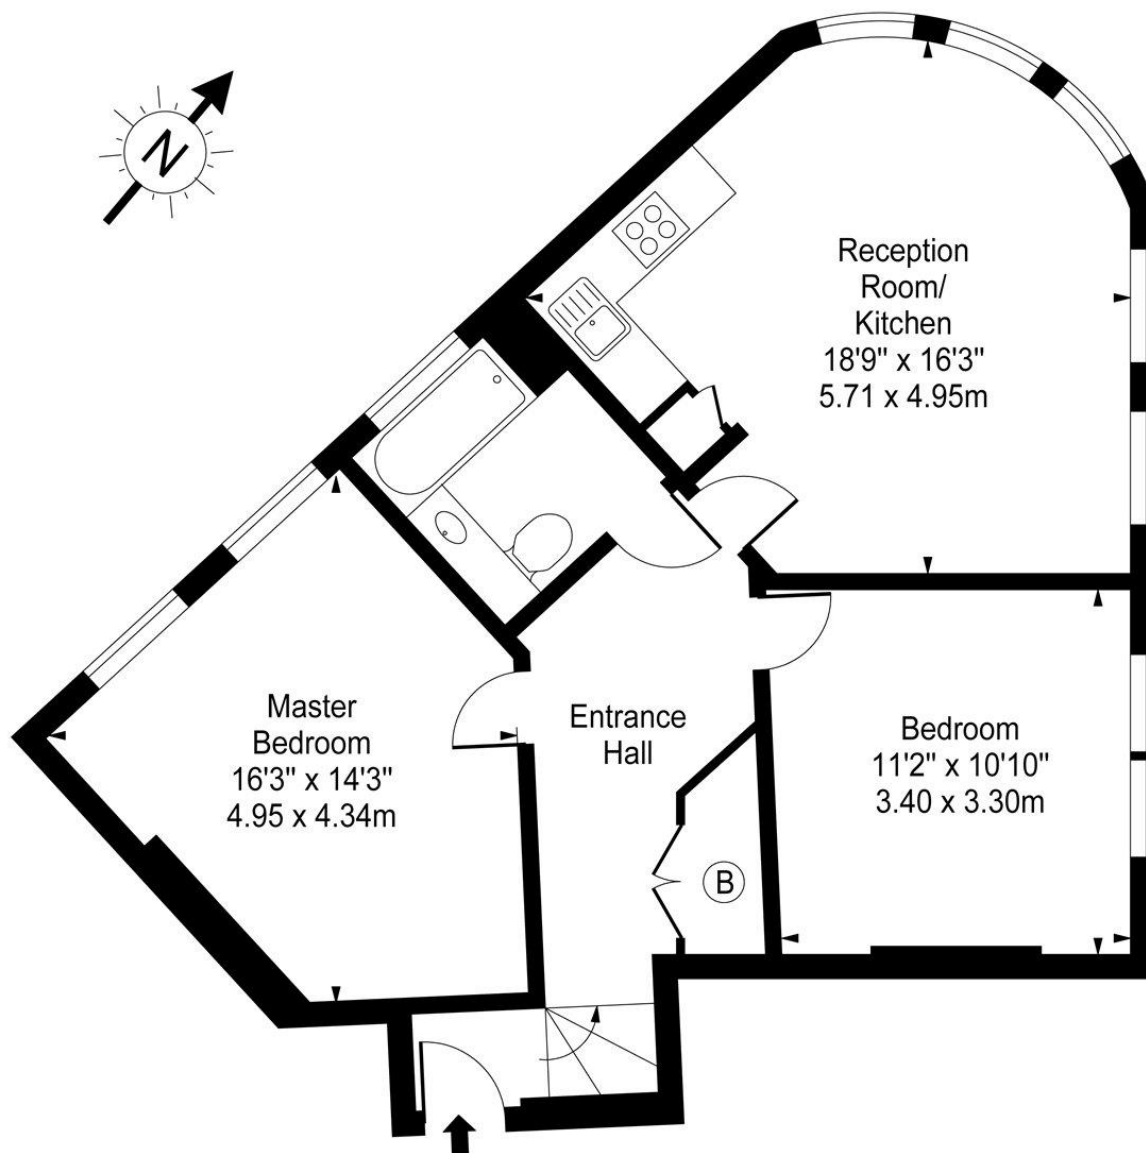 N
Reception
Room/
Kitchen
18'9" x 16'3"
5.71 x 4.95m
Master
Bedroom
16'3" x 14'3"
4.95 x 4.34m
Entrance
Hall
Bedroom
11'2" x 10'10"
3.40 x 3.30m
B